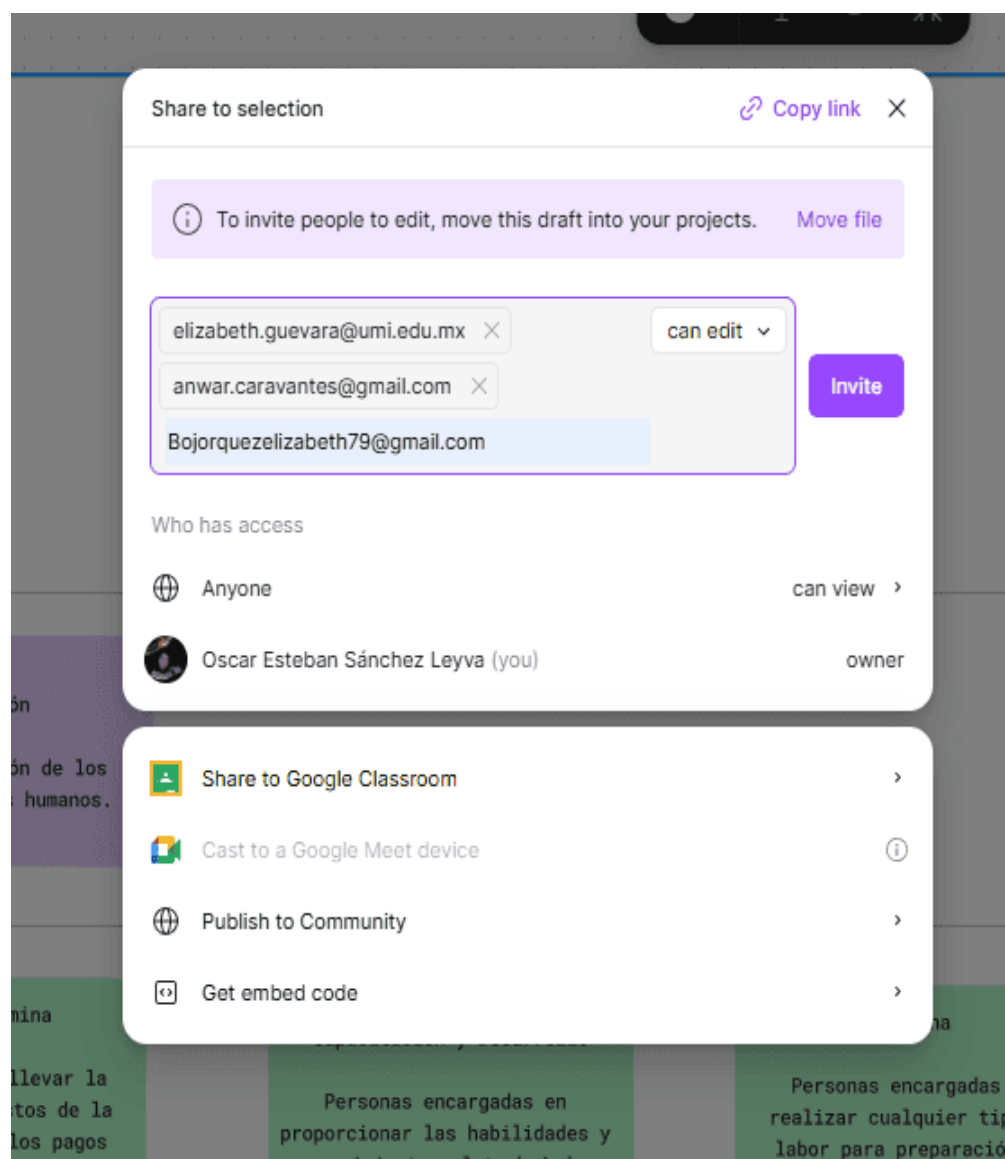 Share to selection
Copy link
To invite people to edit, move this draft into your projects. Move file
elizabeth.guevara@umi.edu.mx
can edit
anwar.caravantes@gmail.com
Invite
Bojorquezelizabeth79@gmail.com
Who has access
Anyone
can view
Oscar Esteban Sánchez Leyva (you)
owner
ón
ón de los
humanos.
Share to Google Classroom
Cast to a Google Meet device
Publish to Community
Get embed code
mina
llevar la
tos de la
los pagos
Personas encargadas en
proporcionar las habilidades y
na
Personas encargadas
realizar cualquier tip
labor para preparació